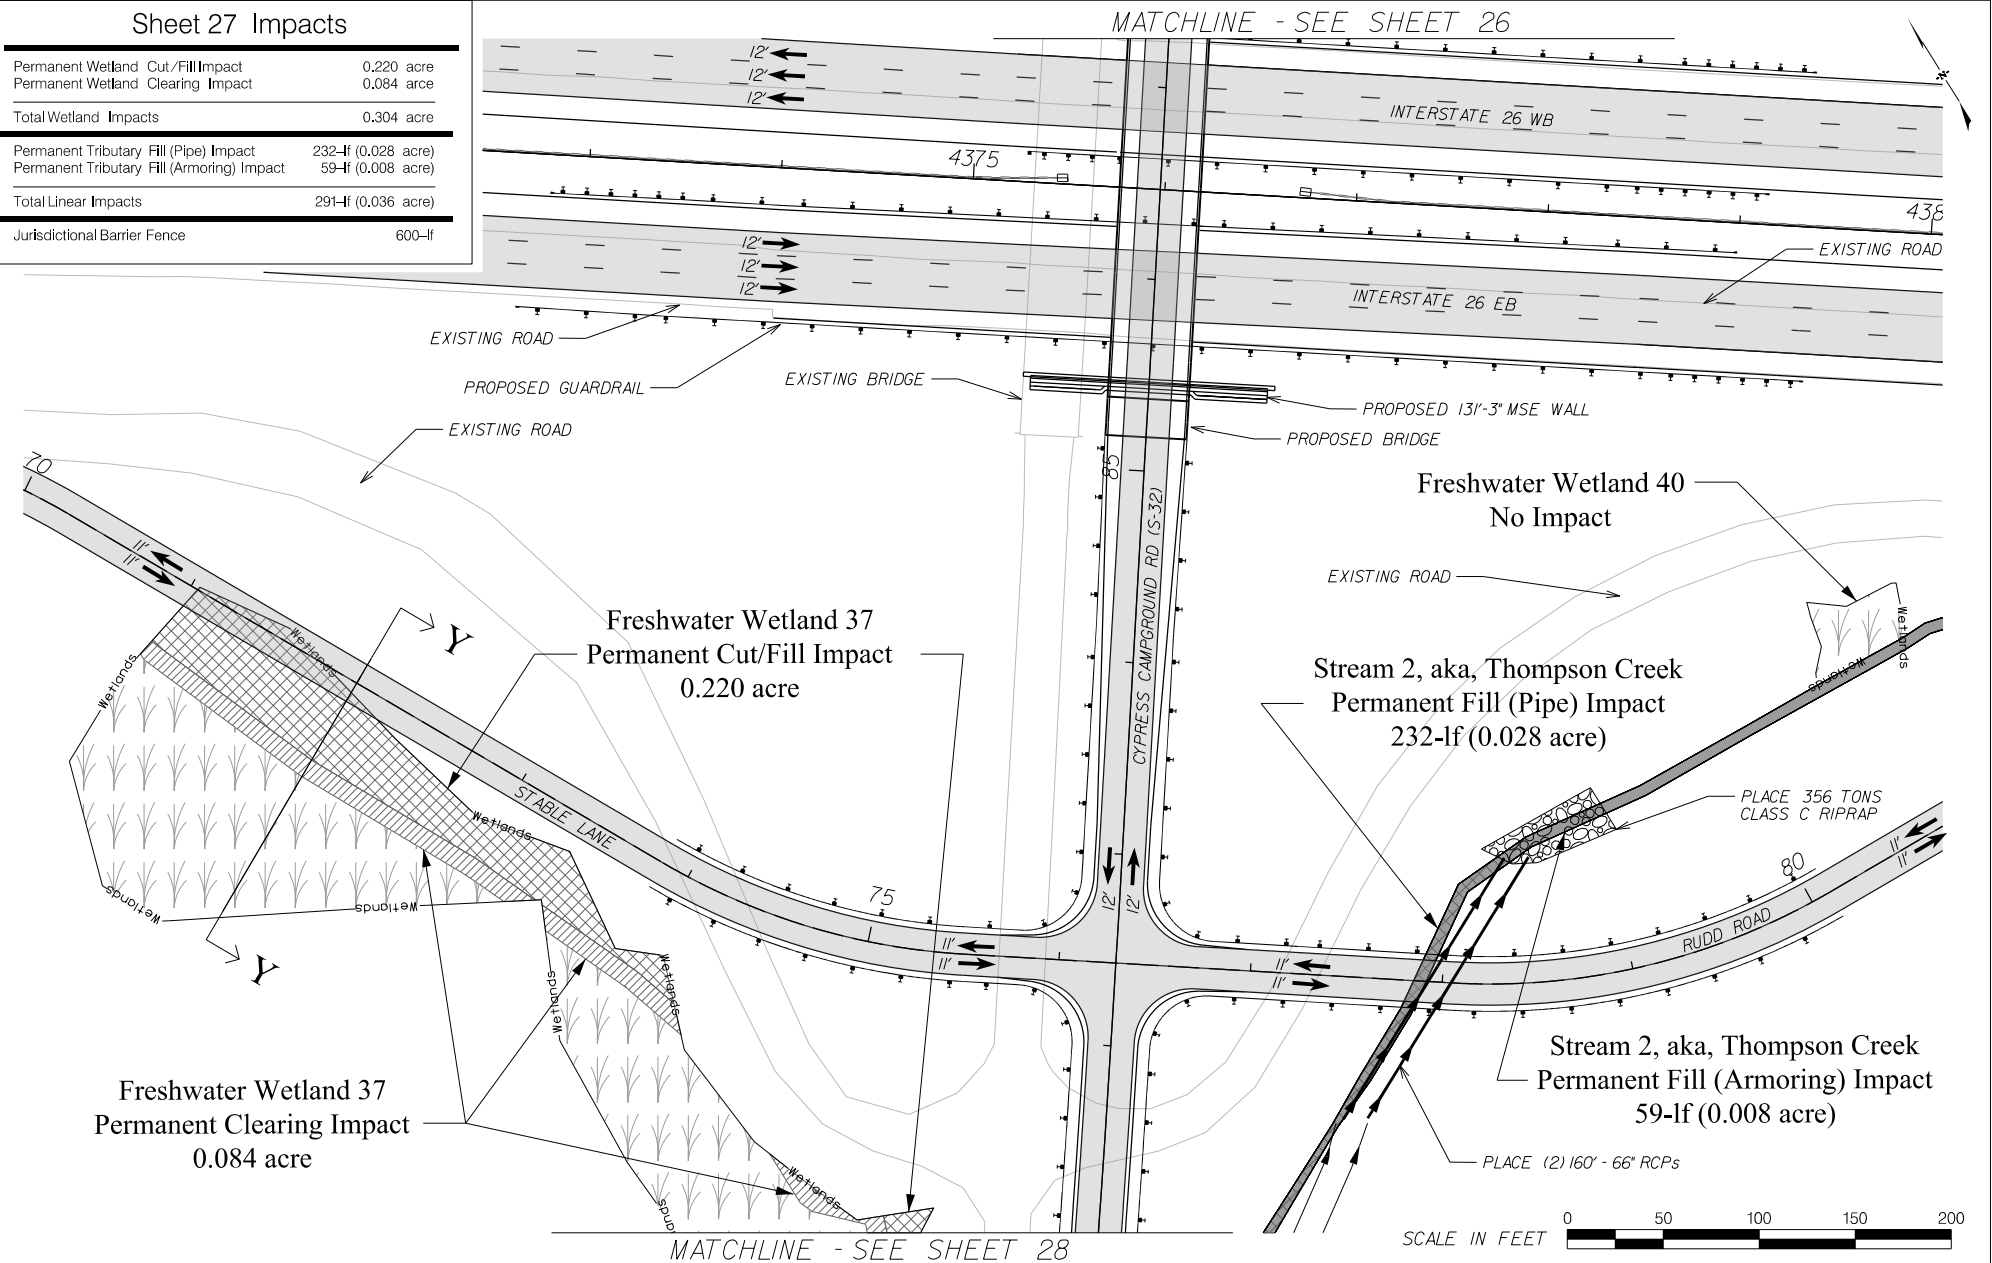 Sheet 27 Impacts
Permanent Wetland Cut/Fill Impact 0.220 acre
Permanent Wetland Clearing Impact 0.084 arce
Total Wetland Impacts 0.304 acre
Permanent Tributary Fill (Pipe) Impact 232-lf (0.028 acre)
Permanent Tributary Fill (Armoring) Impact 59-lf (0.008 acre)
Total Linear Impacts 291-lf (0.036 acre)
Jurisdictional Barrier Fence 600-lf
MATCHLINE - SEE SHEET 26
12'
12'
12'
INTERSTATE 26 WB
4375
438
12'
12'
12'
EXISTING ROAD
INTERSTATE 26 EB
EXISTING ROAD
PROPOSED GUARDRAIL
EXISTING BRIDGE
PROPOSED 131'-3" MSE WALL
PROPOSED BRIDGE
EXISTING ROAD
70
85
Freshwater Wetland 40
No Impact
CYPRESS CAMPGROUND RD (S-32)
11'
11'
EXISTING ROAD
Freshwater Wetland 37
Permanent Cut/Fill Impact
0.220 acre
Y
Wetlands
Wetlands
Wetlands
Wetlands
Stream 2, aka, Thompson Creek
Permanent Fill (Pipe) Impact
232-lf (0.028 acre)
STABLE LANE
Wetlands
PLACE 356 TONS
CLASS C RIPRAP
11'
11'
80
75
12'
12'
Wetlands
Wetlands
RUDD ROAD
11'
11'
11'
11'
Y
Wetlands
Wetlands
Stream 2, aka, Thompson Creek
Permanent Fill (Armoring) Impact
59-lf (0.008 acre)
Freshwater Wetland 37
Permanent Clearing Impact
0.084 acre
PLACE (2) 160' - 66" RCPs
Wetlands
ands
MATCHLINE - SEE SHEET 28
SCALE IN FEET
0 50 100 150 200